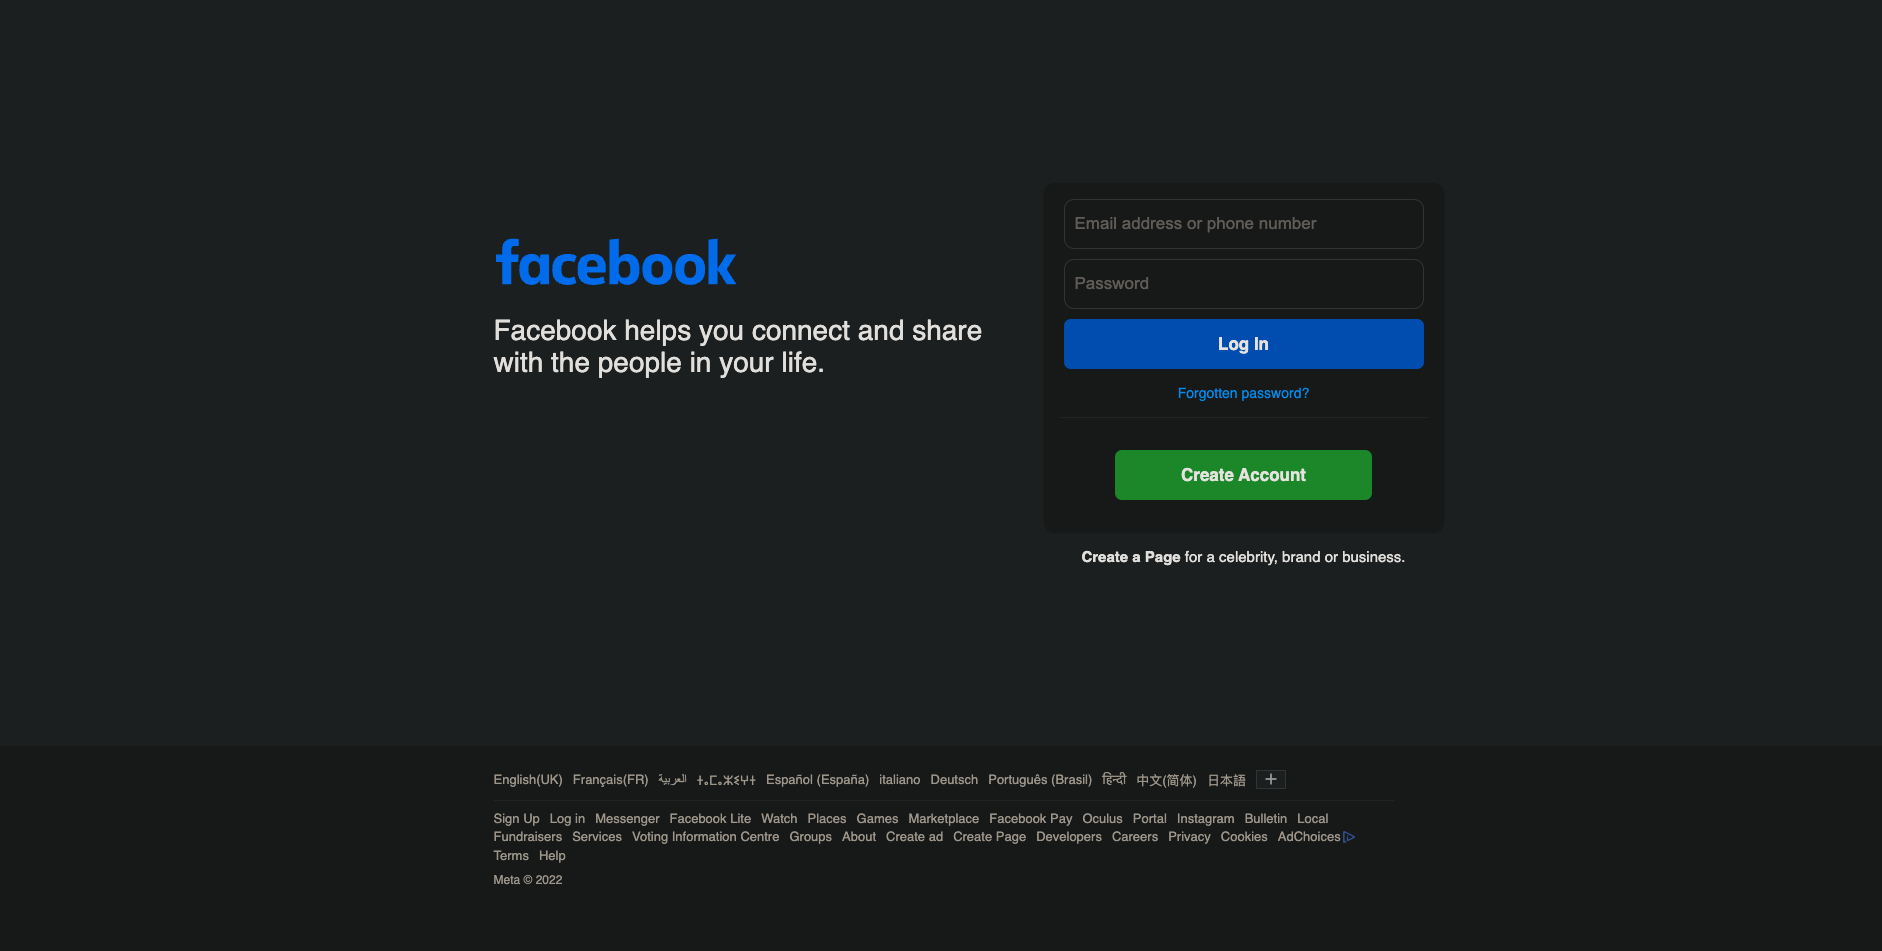 facebook
Facebook helps you connect and share
with the people in your life.
Email address or phone number
Password
Log In
Forgotten password?
Create Account
Create a Page for a celebrity, brand or business.
English(UK) Français(FR) العربية ⵜⴰⵎⴰⵣⵉⵖⵜ Español (España) italiano Deutsch Português (Brasil) हिन्दी 中文(简体) 日本語
Sign Up Log in Messenger Facebook Lite Watch Places Games Marketplace Facebook Pay Oculus Portal Instagram Bulletin Local
Fundraisers Services Voting Information Centre Groups About Create ad Create Page Developers Careers Privacy Cookies AdChoices
Terms Help
Meta © 2022